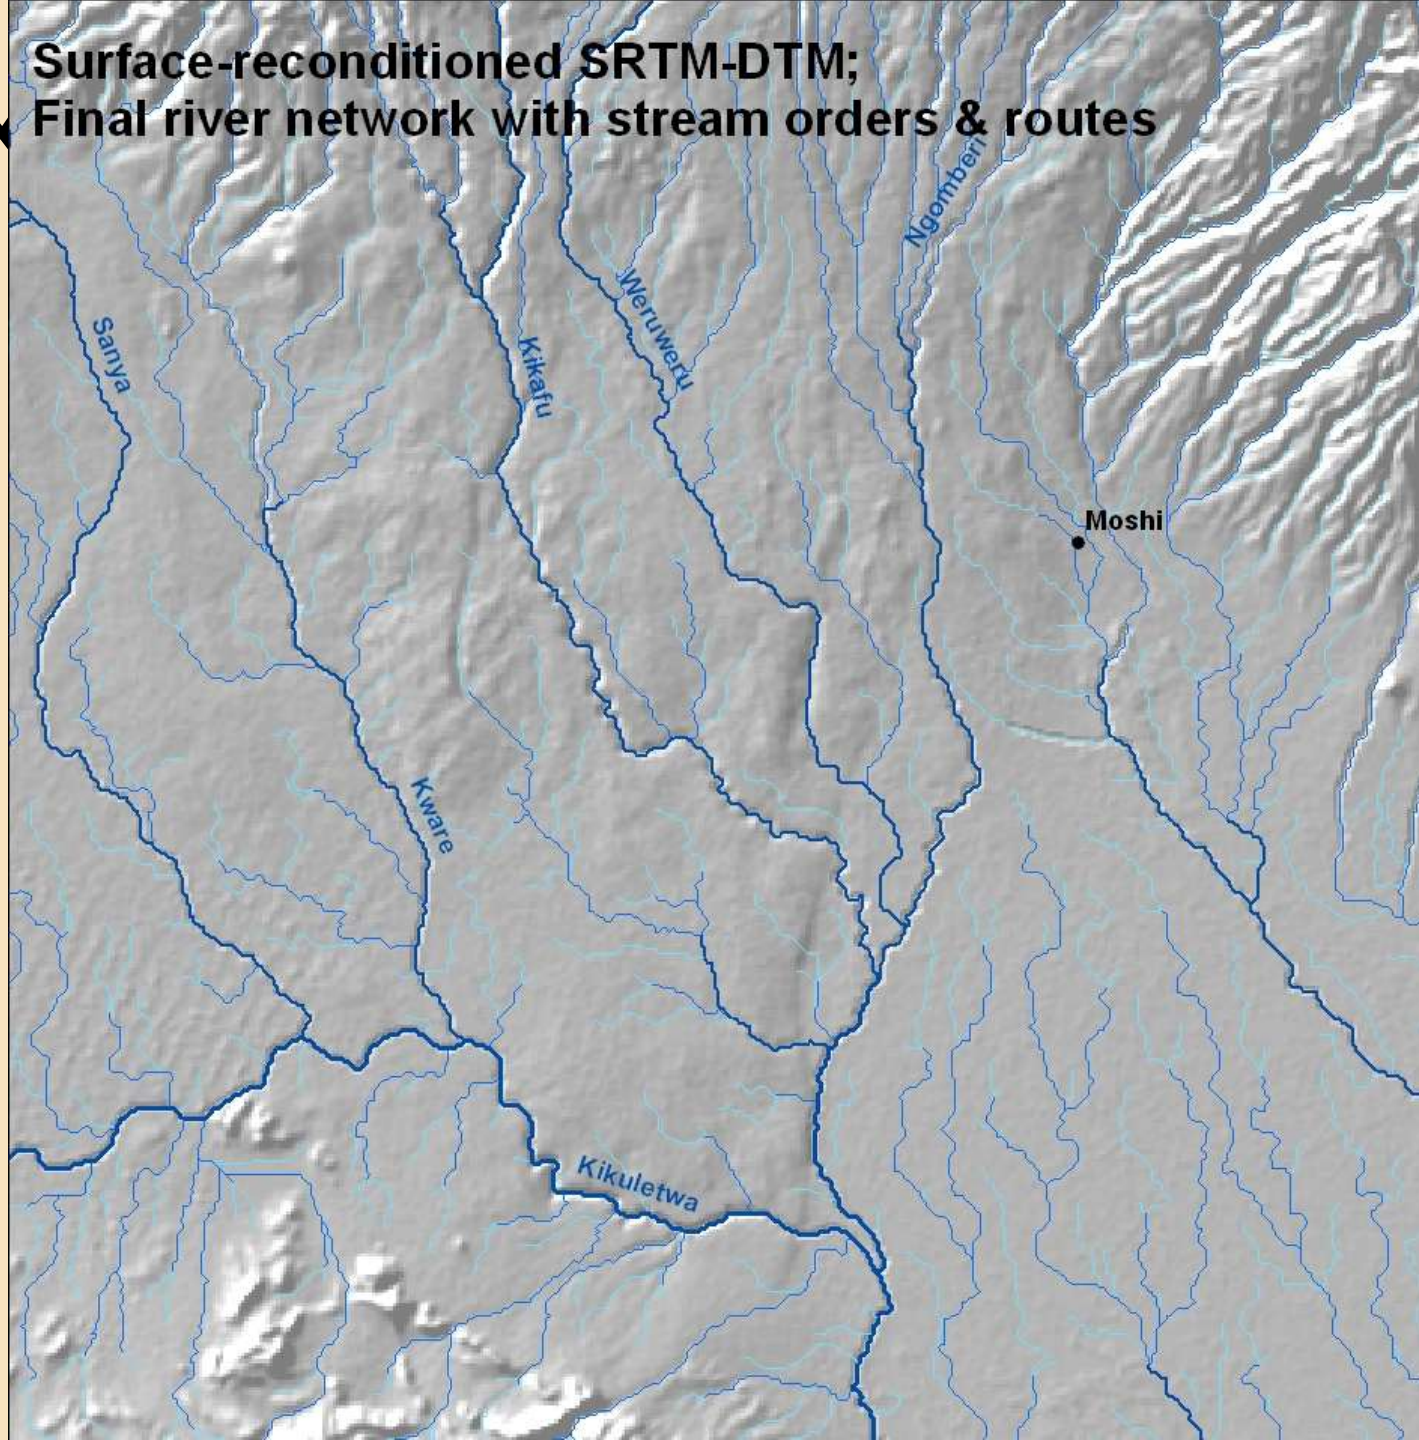 Surface-reconditioned SRTM-DTM;
Final river network with stream orders & routes
Ngomberi
Weruweru
Sanya
Kikafu
Moshi
Kware
Kikuletwa